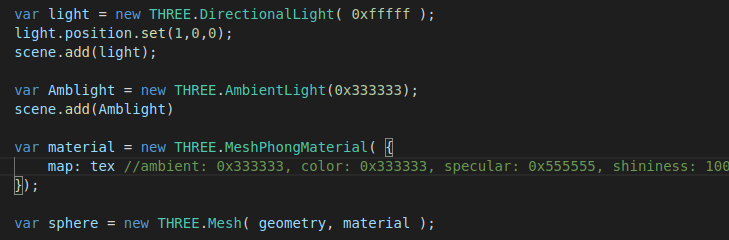 var light = new THREE.DirectionalLight( 0xfffff );
light.position.set(1,0,0);
scene.add(light);
var Amblight = new THREE.AmbientLight(0x333333);
scene.add(Amblight)
var material = new THREE.MeshPhongMaterial( {
map: tex //ambient: 0x333333, color: 0x333333, specular: 0x555555, shininess: 100
});
var sphere = new THREE.Mesh( geometry, material );